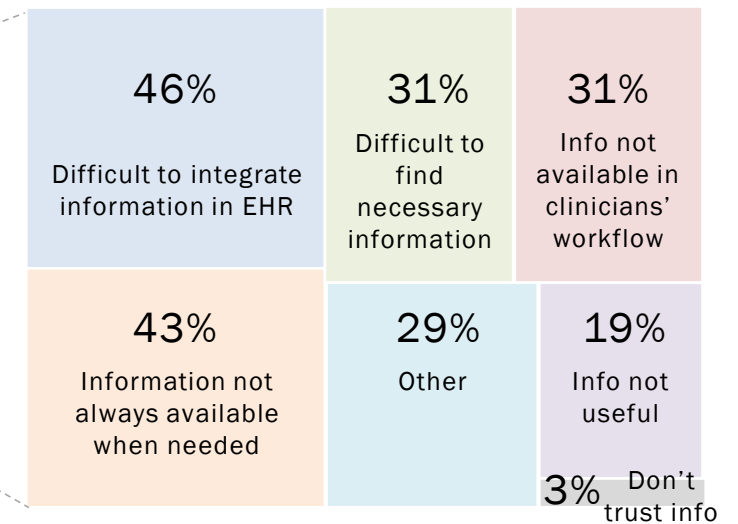 46%
Difficult to integrate
information in EHR
31%
Difficult to
find
necessary
information
31%
Info not
available in
clinicians’
workflow
43%
Information not
always available
when needed
29%
Other
19%
Info not
useful
3% Don’t
trust info